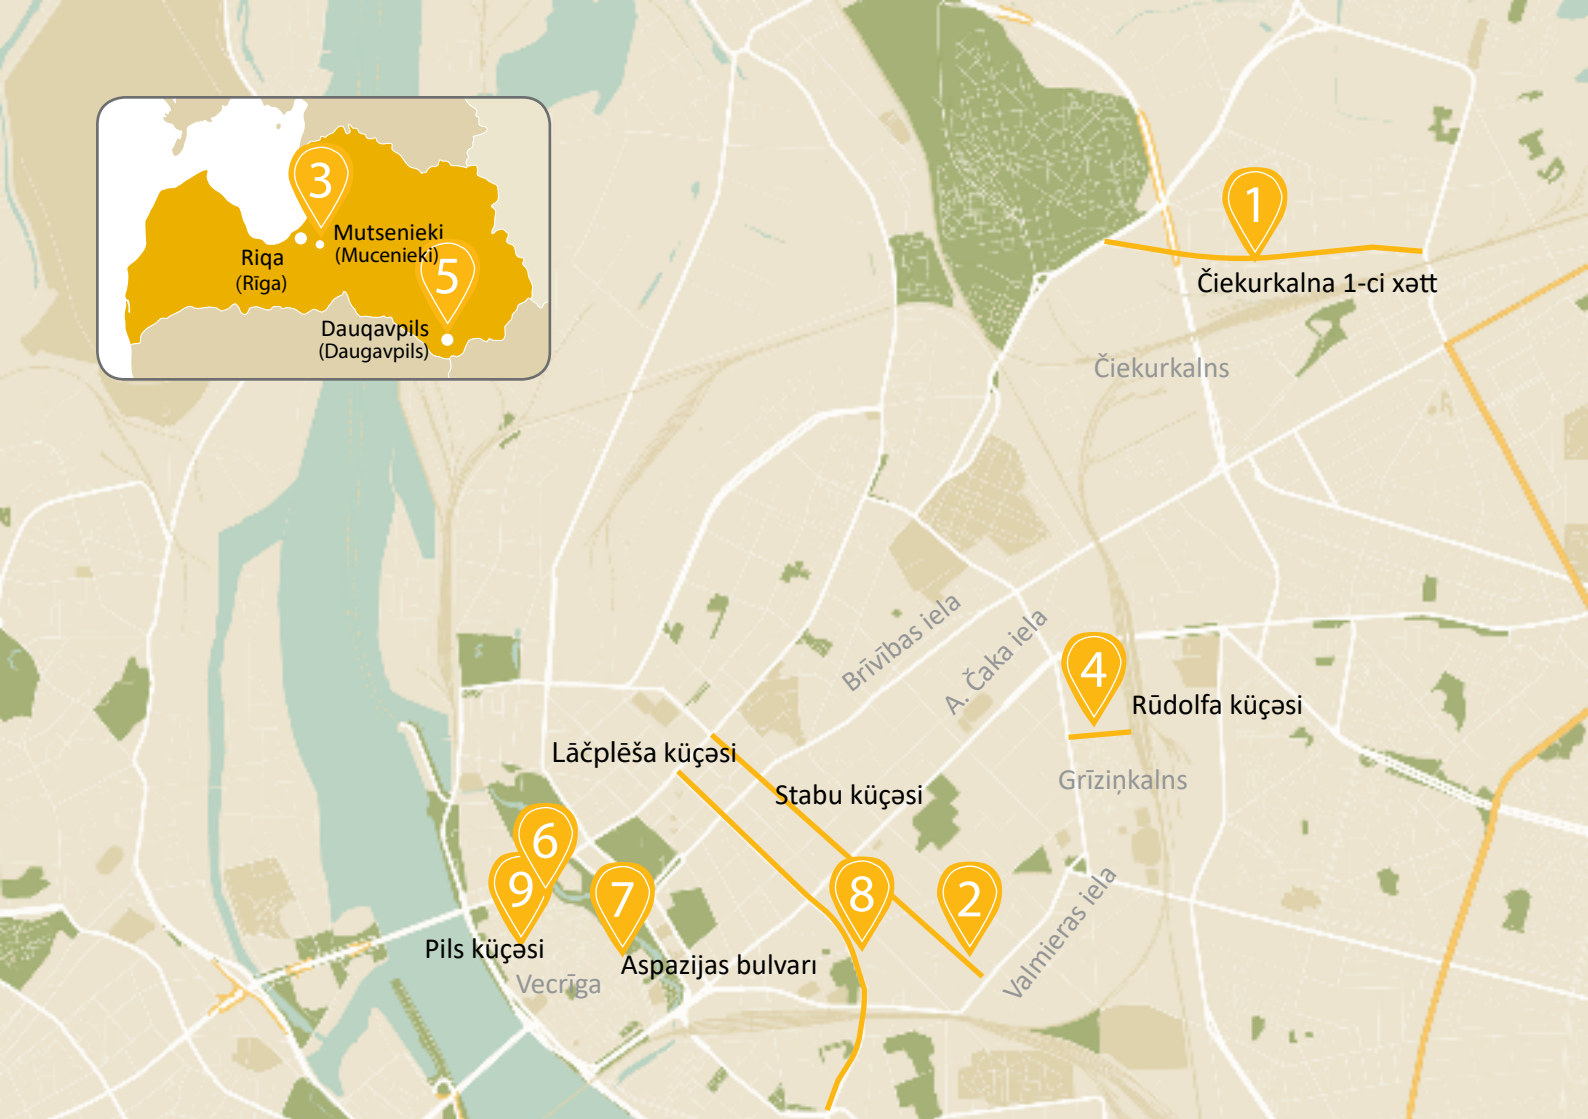 3
Mutsenieki
(Mucenieki)
Riqa
(Rīga)
5
Dauqavpils
(Daugavpils)
1
Čiekurkalna 1-ci xətt
Čiekurkalns
Brīvības iela
A. Čaka iela
4
Rūdolfa küçəsi
Grīziņkalns
Lāčplēša küçəsi
Stabu küçəsi
6
9
7
8
2
Pils küçəsi
Aspazijas bulvarı
Vecrīga
Valmieras iela